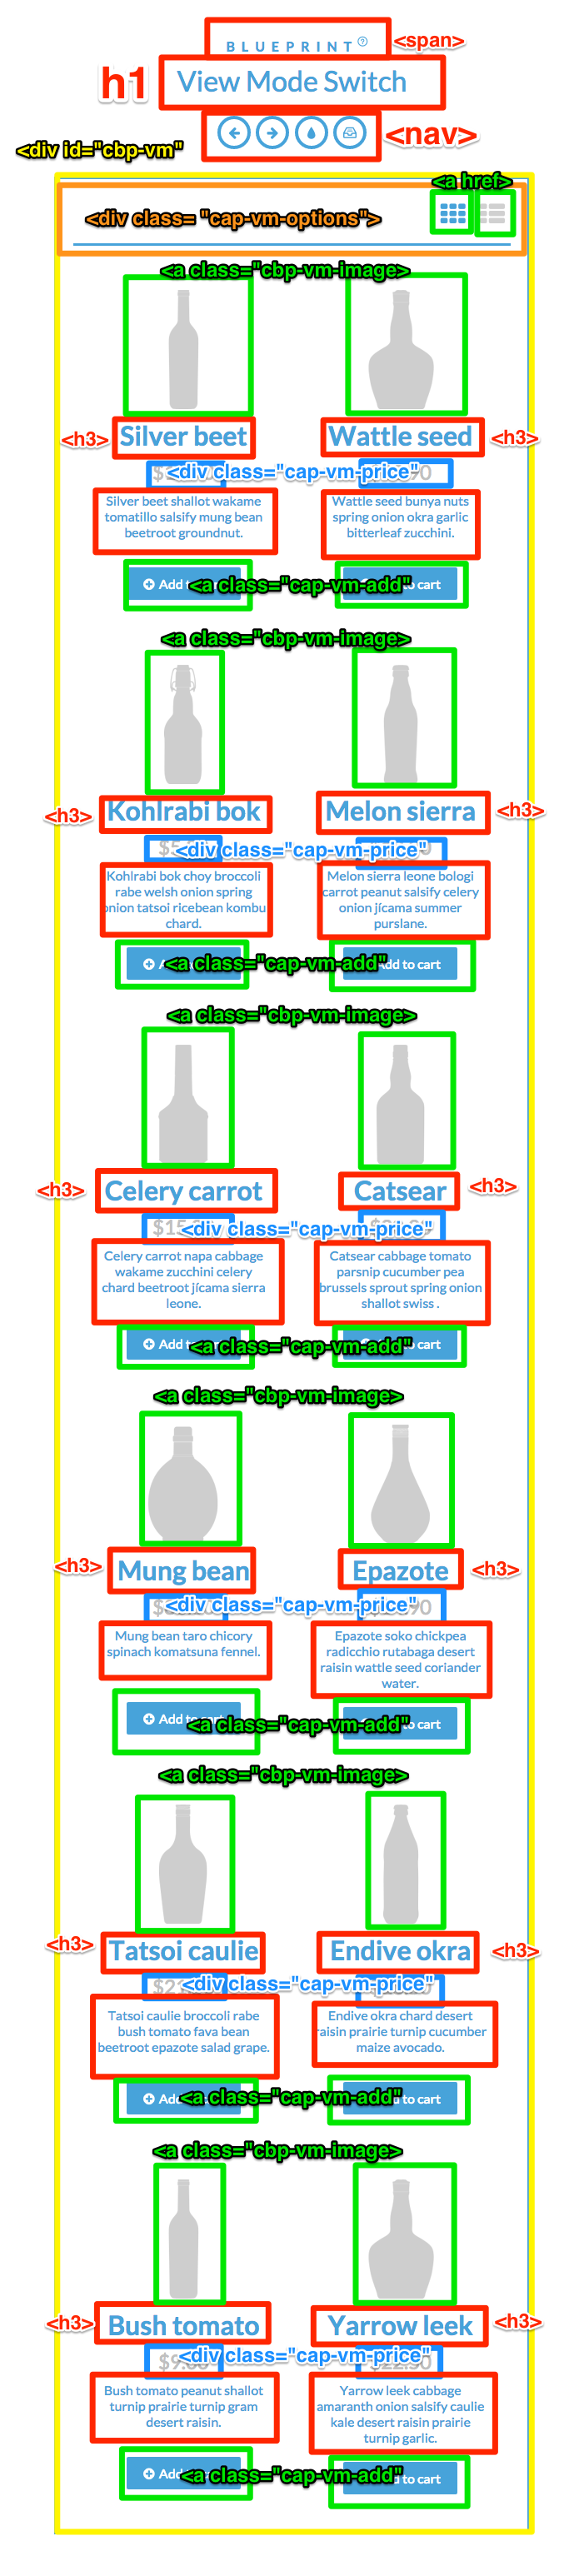 BLUEPRINT
<span>
h1
View Mode Switch
<nav>
<div id="cbp-vm"
<a href>
<div class= "cap-vm-options">
<a class="cbp-vm-image>
<h3> Silver beet
Wattle seed <h3>
<div class="cap-vm-price"
Silver beet shallot wakame
tomatillo salsify mung bean
beetroot groundnut.
Wattle seed bunya nuts
spring onion okra garlic
bitterleaf zucchini.
<a class="cap-vm-add"
<a class="cbp-vm-image>
<h3> Kohlrabi bok
Melon sierra <h3>
<div class="cap-vm-price"
Kohlrabi bok choy broccoli
rabe welsh onion spring
onion tatsoi ricebean kombu
chard.
Melon sierra leone bologi
carrot peanut salsify celery
onion jícama summer
purslane.
<a class="cap-vm-add"
Add to cart
<a class="cbp-vm-image>
<h3> Celery carrot
Catsear <h3>
<div class="cap-vm-price"
Celery carrot napa cabbage
wakame zucchini celery
chard beetroot jícama sierra
leone.
Catsear cabbage tomato
parsnip cucumber pea
brussels sprout spring onion
shallot swiss .
<a class="cap-vm-add"
<a class="cbp-vm-image>
<h3> Mung bean
Epazote <h3>
<div class="cap-vm-price"
Mung bean taro chicory
spinach komatsuna fennel.
Epazote soko chickpea
radicchio rutabaga desert
raisin wattle seed coriander
water.
<a class="cap-vm-add"
<a class="cbp-vm-image>
<h3> Tatsoi caulie
Endive okra <h3>
<div class="cap-vm-price"
Tatsoi caulie broccoli rabe
bush tomato fava bean
beetroot epazote salad grape.
Endive okra chard desert
raisin prairie turnip cucumber
maize avocado.
<a class="cap-vm-add"
<a class="cbp-vm-image>
<h3> Bush tomato
Yarrow leek <h3>
<div class="cap-vm-price"
Bush tomato peanut shallot
turnip prairie turnip gram
desert raisin.
Yarrow leek cabbage
amaranth onion salsify caulie
kale desert raisin prairie
turnip garlic.
<a class="cap-vm-add"